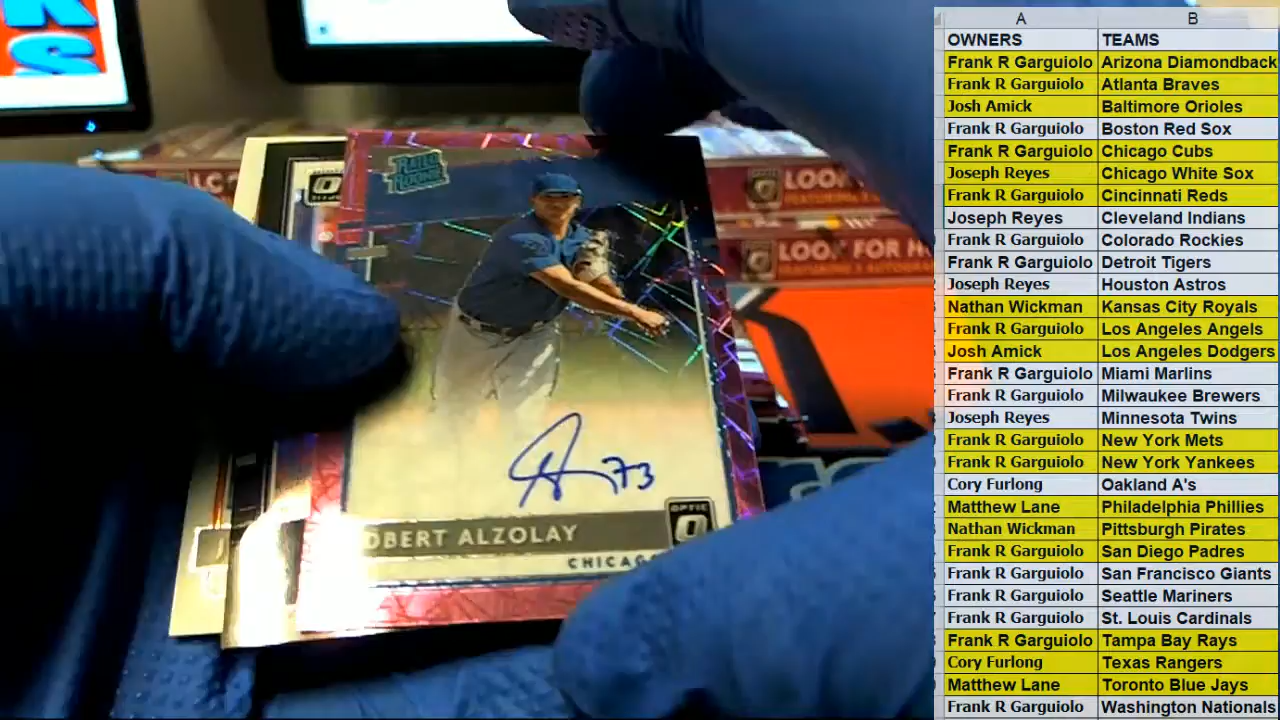 KS
RATED
ROOKIE
73
OBERT ALZOLAY
CHICAG
OPTIC
LOO FOR H
A B
OWNERS TEAMS
Frank R Garguiolo Arizona Diamondback
Frank R Garguiolo Atlanta Braves
Josh Amick Baltimore Orioles
Frank R Garguiolo Boston Red Sox
Frank R Garguiolo Chicago Cubs
Joseph Reyes Chicago White Sox
Frank R Garguiolo Cincinnati Reds
Joseph Reyes Cleveland Indians
Frank R Garguiolo Colorado Rockies
Frank R Garguiolo Detroit Tigers
Joseph Reyes Houston Astros
Nathan Wickman Kansas City Royals
Frank R Garguiolo Los Angeles Angels
Josh Amick Los Angeles Dodgers
Frank R Garguiolo Miami Marlins
Frank R Garguiolo Milwaukee Brewers
Joseph Reyes Minnesota Twins
Frank R Garguiolo New York Mets
Frank R Garguiolo New York Yankees
Cory Furlong Oakland A's
Matthew Lane Philadelphia Phillies
Nathan Wickman Pittsburgh Pirates
Frank R Garguiolo San Diego Padres
Frank R Garguiolo San Francisco Giants
Frank R Garguiolo Seattle Mariners
Frank R Garguiolo St. Louis Cardinals
Frank R Garguiolo Tampa Bay Rays
Cory Furlong Texas Rangers
Matthew Lane Toronto Blue Jays
Frank R Garguiolo Washington Nationals